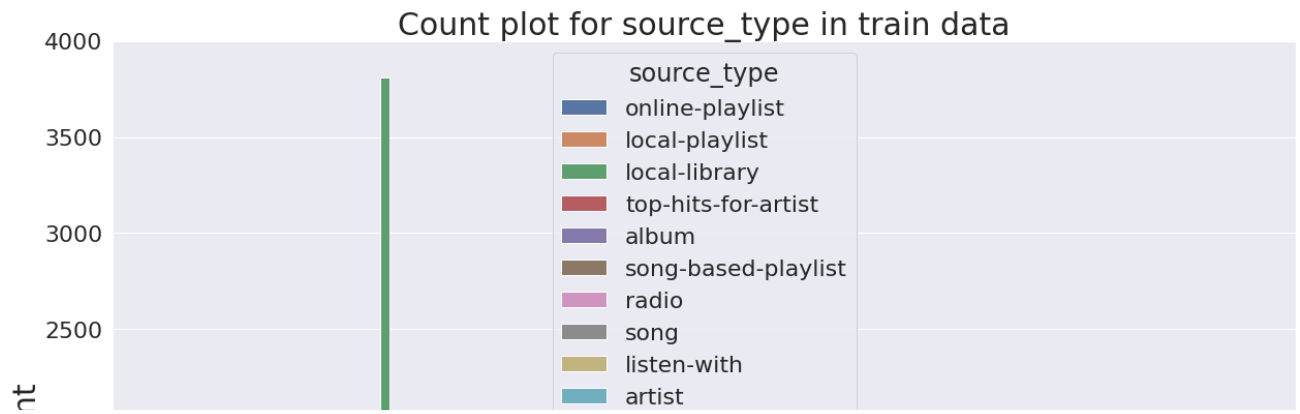 Count plot for source_type in train data
4000
3500
3000
2500
source_type
online-playlist
local-playlist
local-library
top-hits-for-artist
album
song-based-playlist
radio
song
listen-with
artist